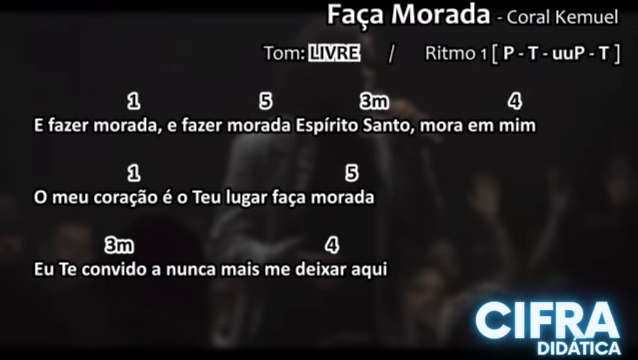 Faça Morada - Coral Kemuel
Tom: LIVRE / Ritmo 1 [ P - T - uuP - T ]
1 5 3m 4
E fazer morada, e fazer morada Espírito Santo, mora em mim
1 5
O meu coração é o Teu lugar faça morada
3m 4
Eu Te convido a nunca mais me deixar aqui
CIFRA
DIDÁTICA